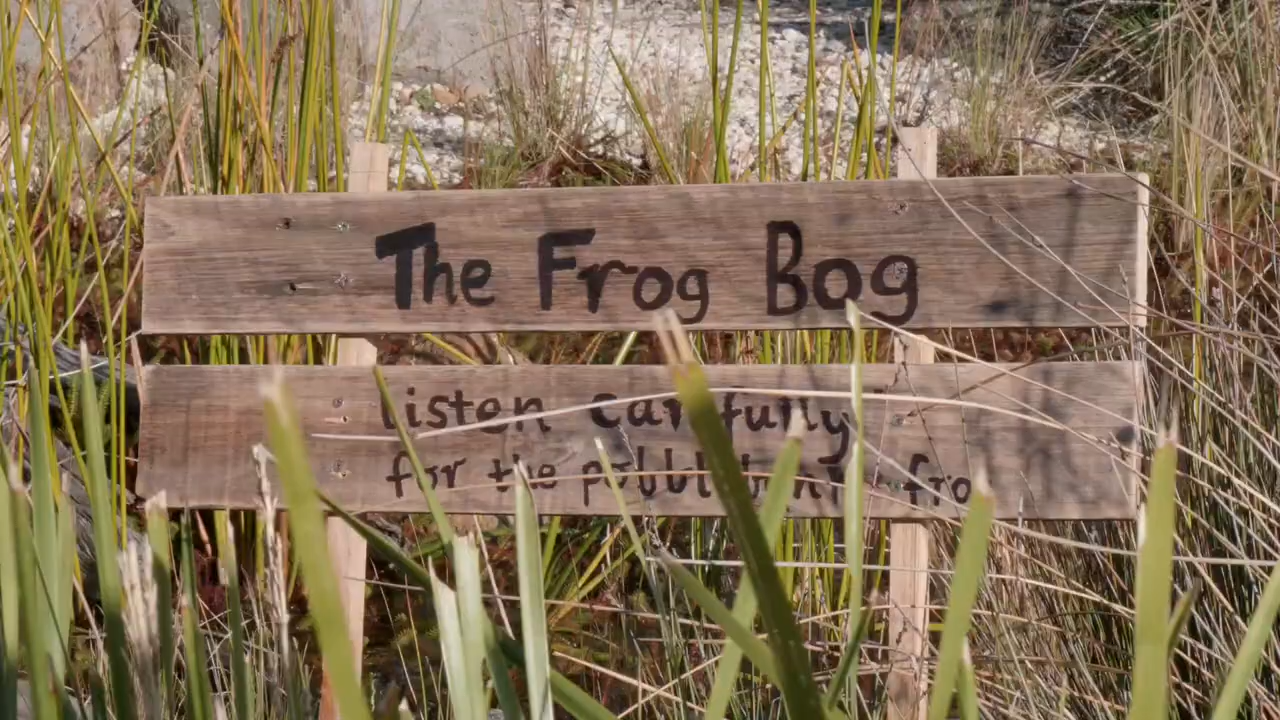 The Frog Bog
listen carefully
for the